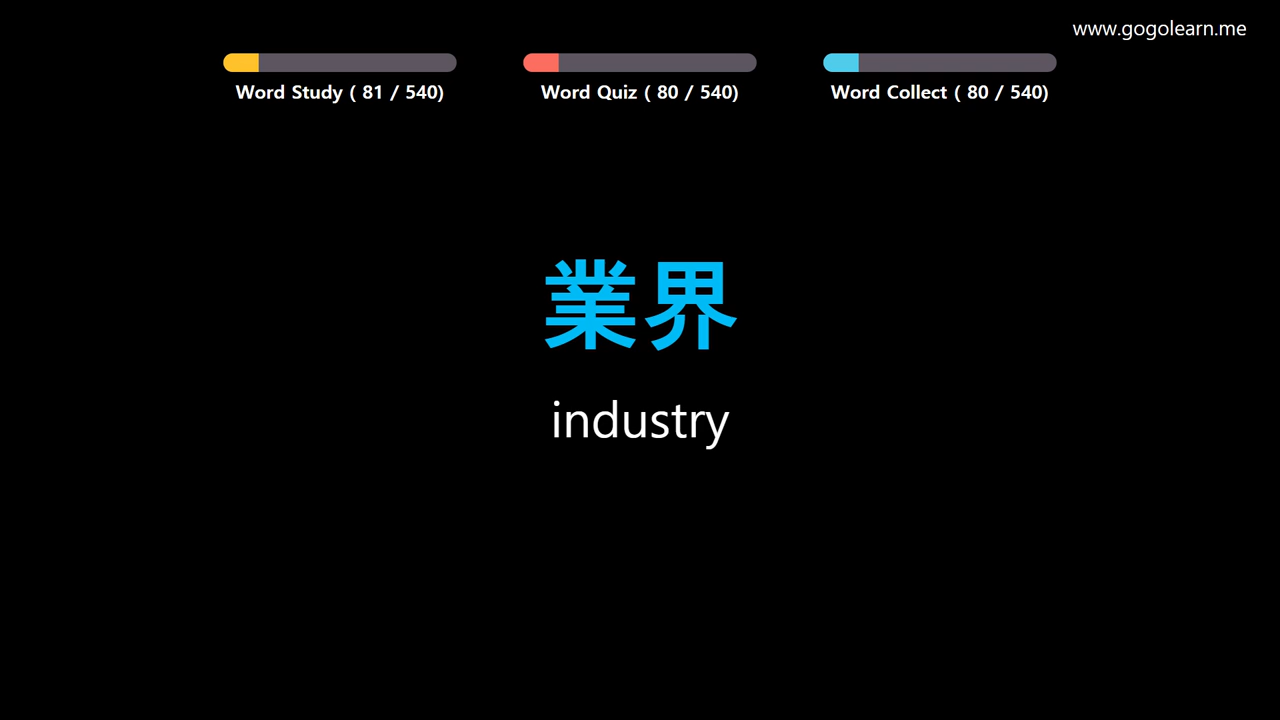 www.gogolearn.me
Word Study ( 81 / 540)
Word Quiz ( 80 / 540)
Word Collect ( 80 / 540)
業界
industry